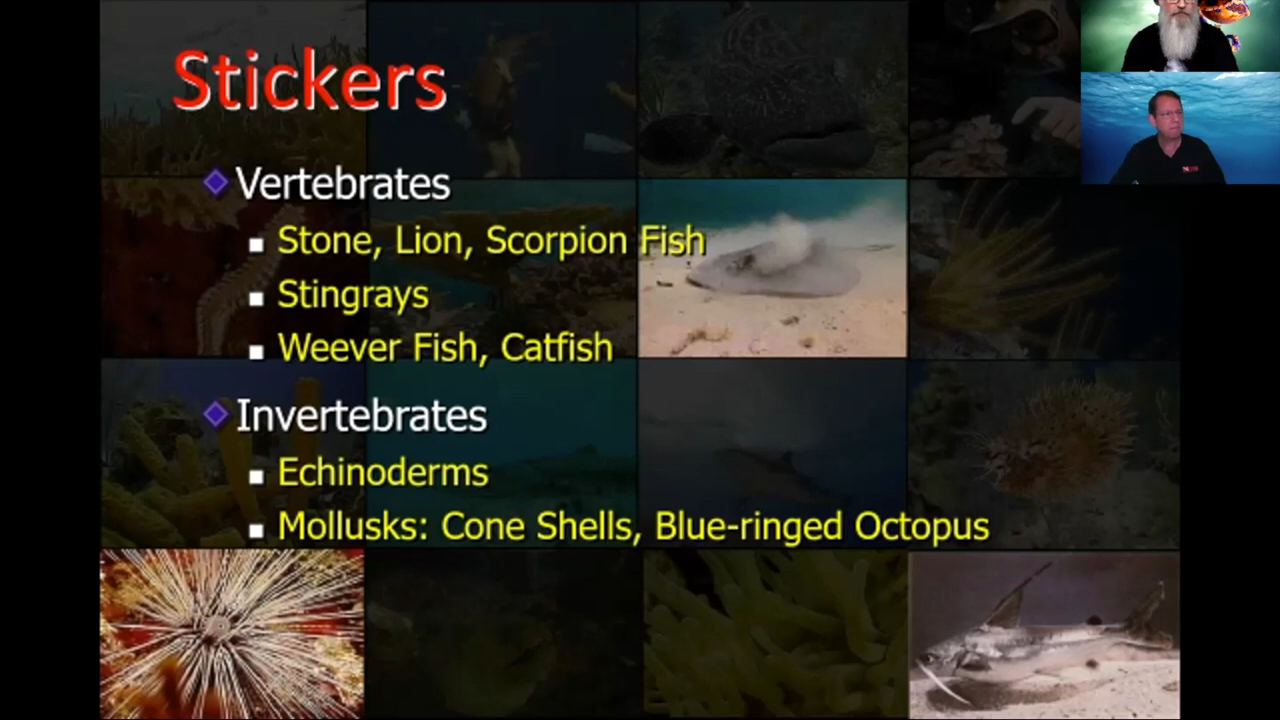 Stickers
Vertebrates
Stone, Lion, Scorpion Fish
Stingrays
Weever Fish, Catfish
Invertebrates
Echinoderms
Mollusks: Cone Shells, Blue-ringed Octopus